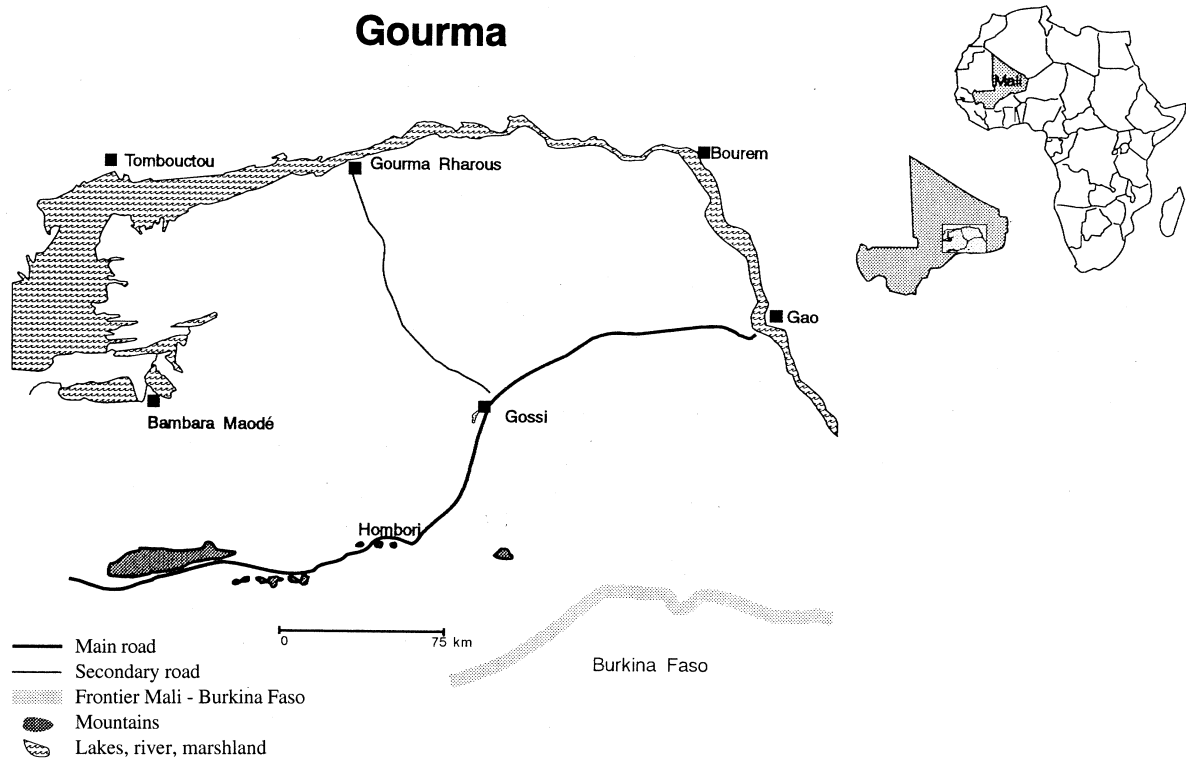 Gourma
Mali
Tombouctou
Gourma Rharous
Bourem
Gao
Gossi
Bambara Maodé
Hombori
0 75 km
Burkina Faso
Main road
Secondary road
Frontier Mali - Burkina Faso
Mountains
Lakes, river, marshland